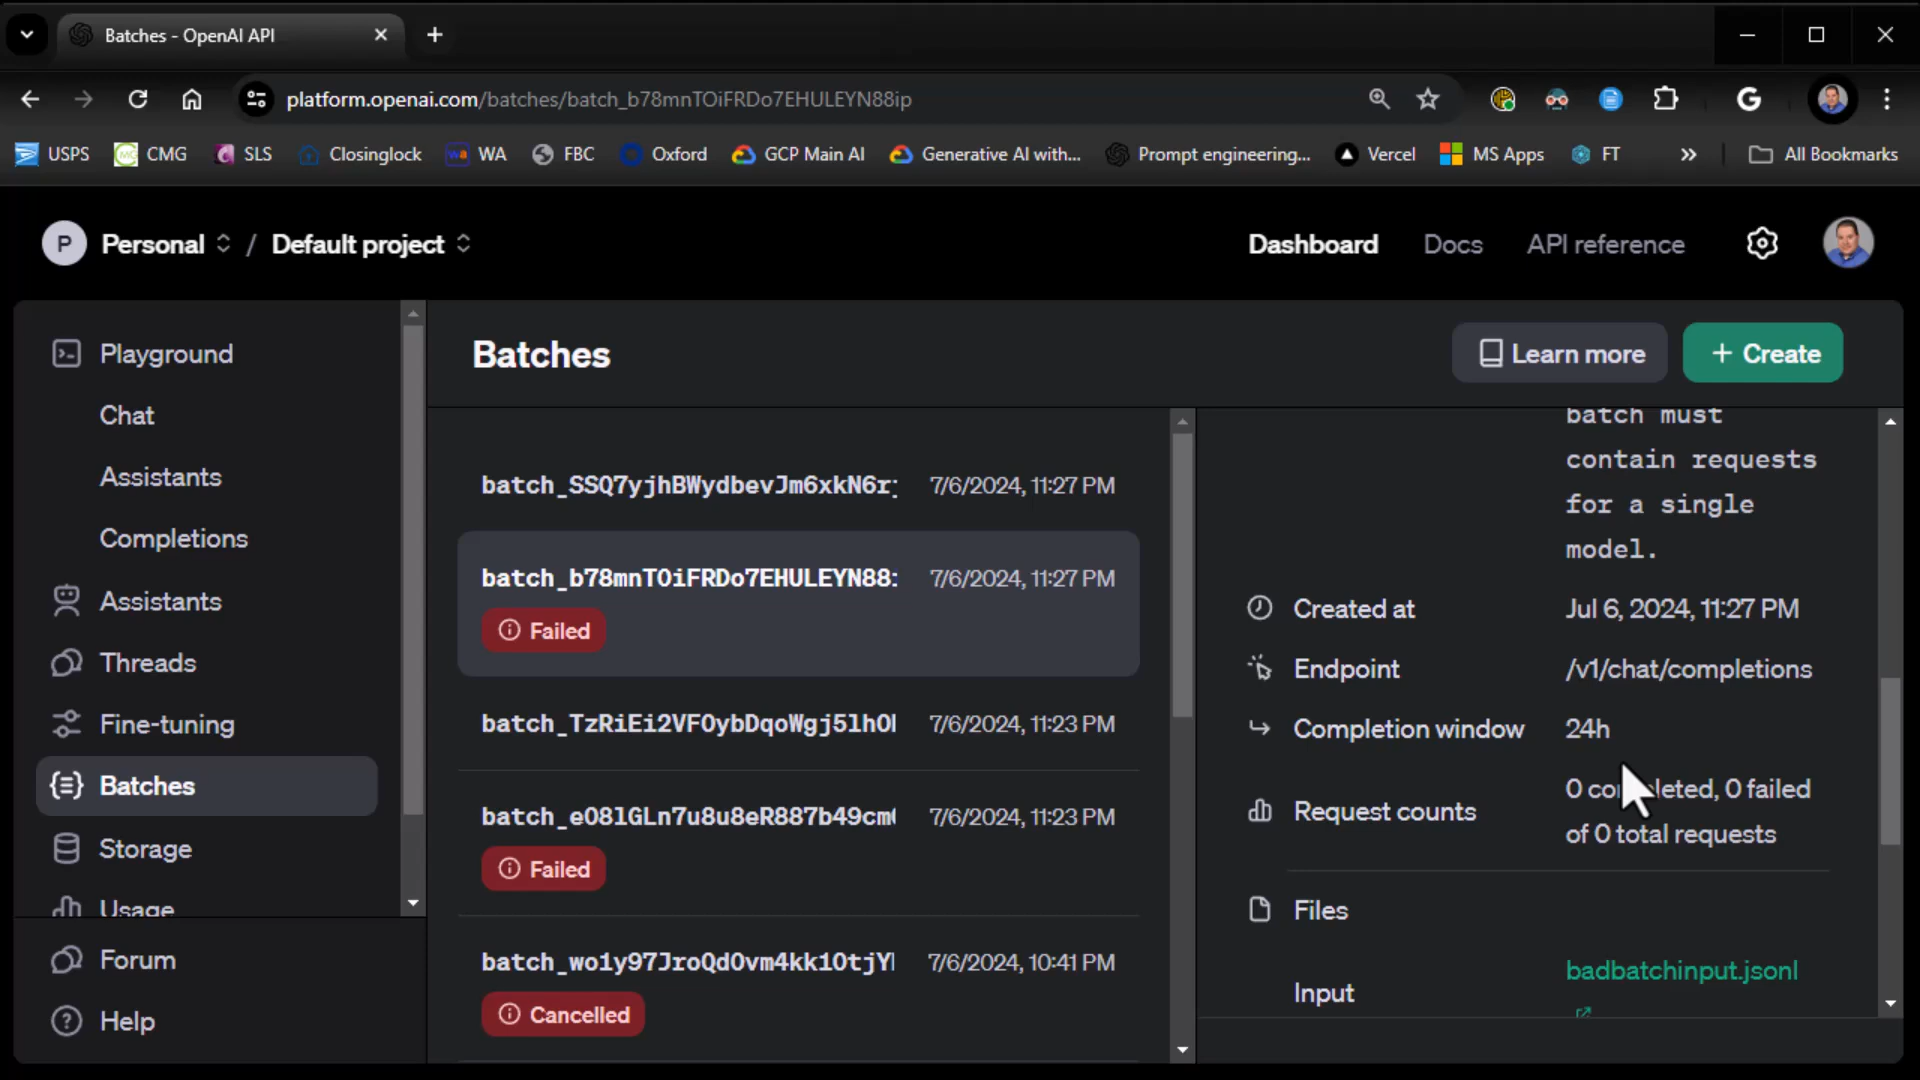 Batches - OpenAI API
platform.openai.com/batches/batch_b78mnTOiFRDo7EHULEYN88ip
USPS CMG SLS Closinglock WA FBC Oxford GCP Main AI Generative AI with... Prompt engineering... Vercel MS Apps FT » All Bookmarks
P Personal / Default project
Dashboard Docs API reference
Playground
Chat
Assistants
Completions
Assistants
Threads
Fine-tuning
Batches
Storage
Usage
Forum
Help
Batches
Learn more
+ Create
batch_SSQ7yjhBWydbevJm6xkN6r 7/6/2024, 11:27 PM
batch_b78mnTOiFRDo7EHULEYN88 7/6/2024, 11:27 PM
Failed
batch_TzRiEi2VFOybDqoWgj5lhO 7/6/2024, 11:23 PM
batch_eO8lGLn7u8u8eR887b49cm 7/6/2024, 11:23 PM
Failed
batch_wo1y97JroQdOvm4kk1OtjY 7/6/2024, 10:41 PM
Cancelled
batch must
contain requests
for a single
model.
Created at Jul 6, 2024, 11:27 PM
Endpoint /v1/chat/completions
Completion window 24h
Request counts
0 completed, 0 failed
of 0 total requests
Files
Input
badbatchinput.jsonl